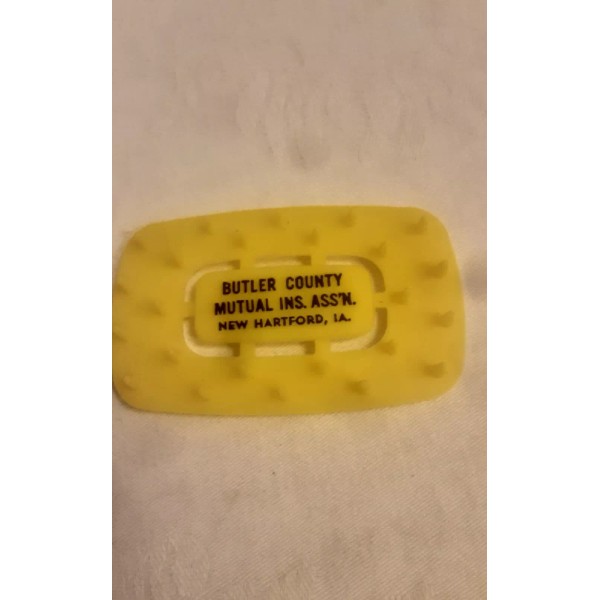 BUTLER COUNTY
MUTUAL INS. ASS'N.
NEW HARTFORD, IA.